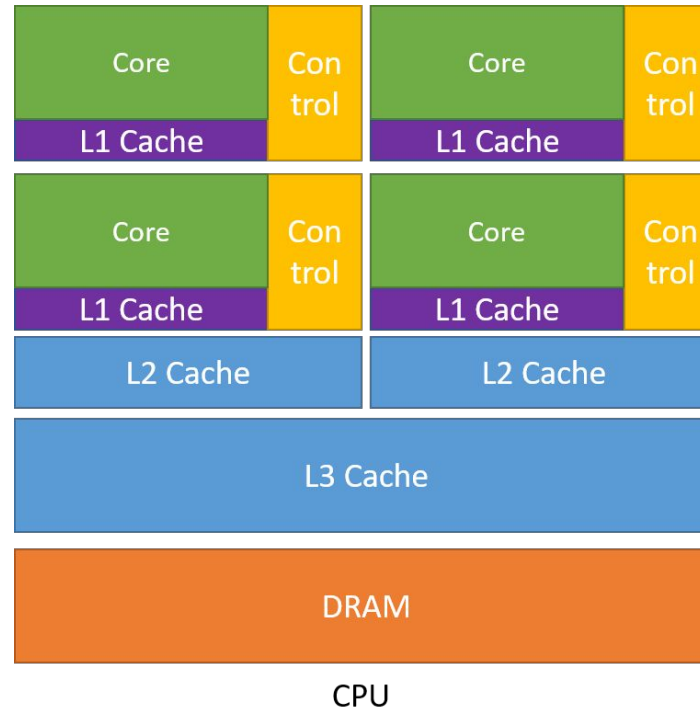 Core
Con
trol
L1 Cache
Core
Con
trol
L1 Cache
Core
Con
trol
L1 Cache
Core
Con
trol
L1 Cache
L2 Cache
L2 Cache
L3 Cache
DRAM
CPU